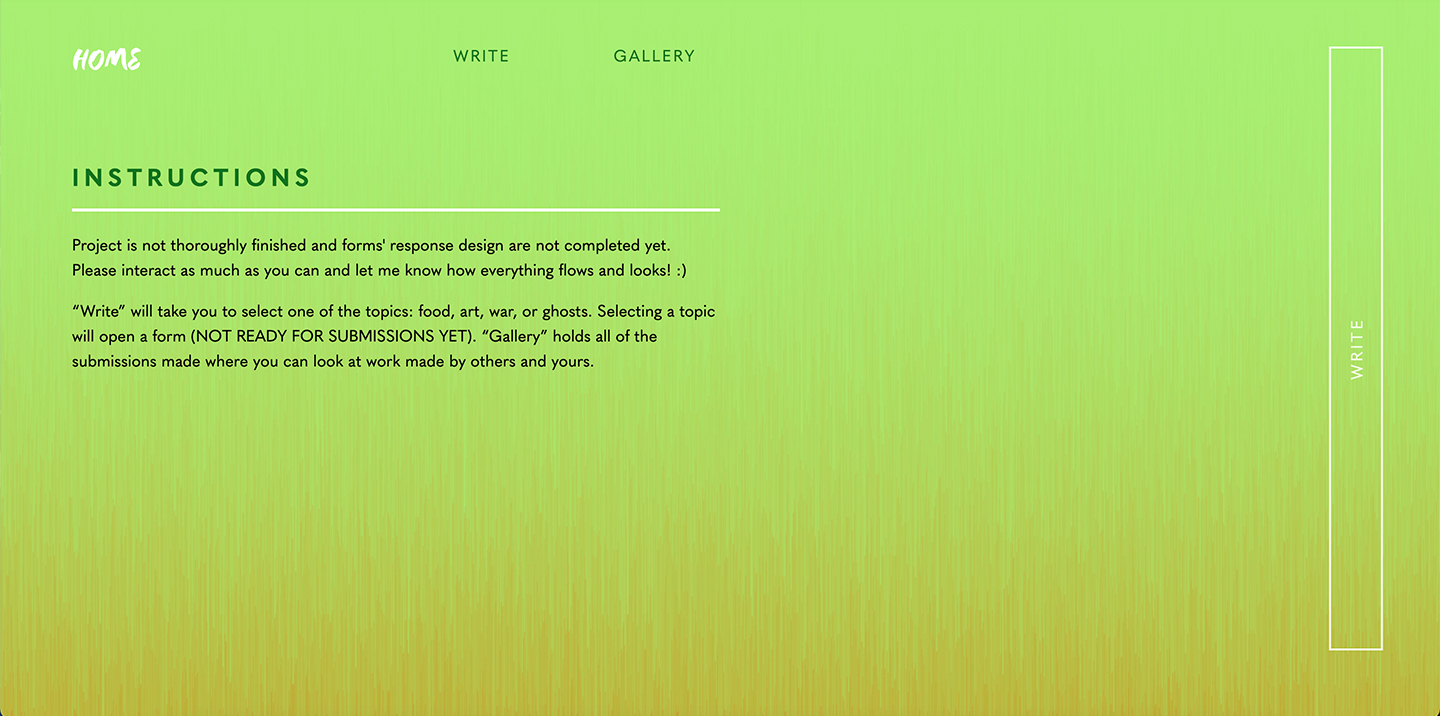 HOME
WRITE
GALLERY
INSTRUCTIONS
Project is not thoroughly finished and forms' response design are not completed yet.
Please interact as much as you can and let me know how everything flows and looks! :)
“Write” will take you to select one of the topics: food, art, war, or ghosts. Selecting a topic
will open a form (NOT READY FOR SUBMISSIONS YET). “Gallery” holds all of the
submissions made where you can look at work made by others and yours.
WRITE